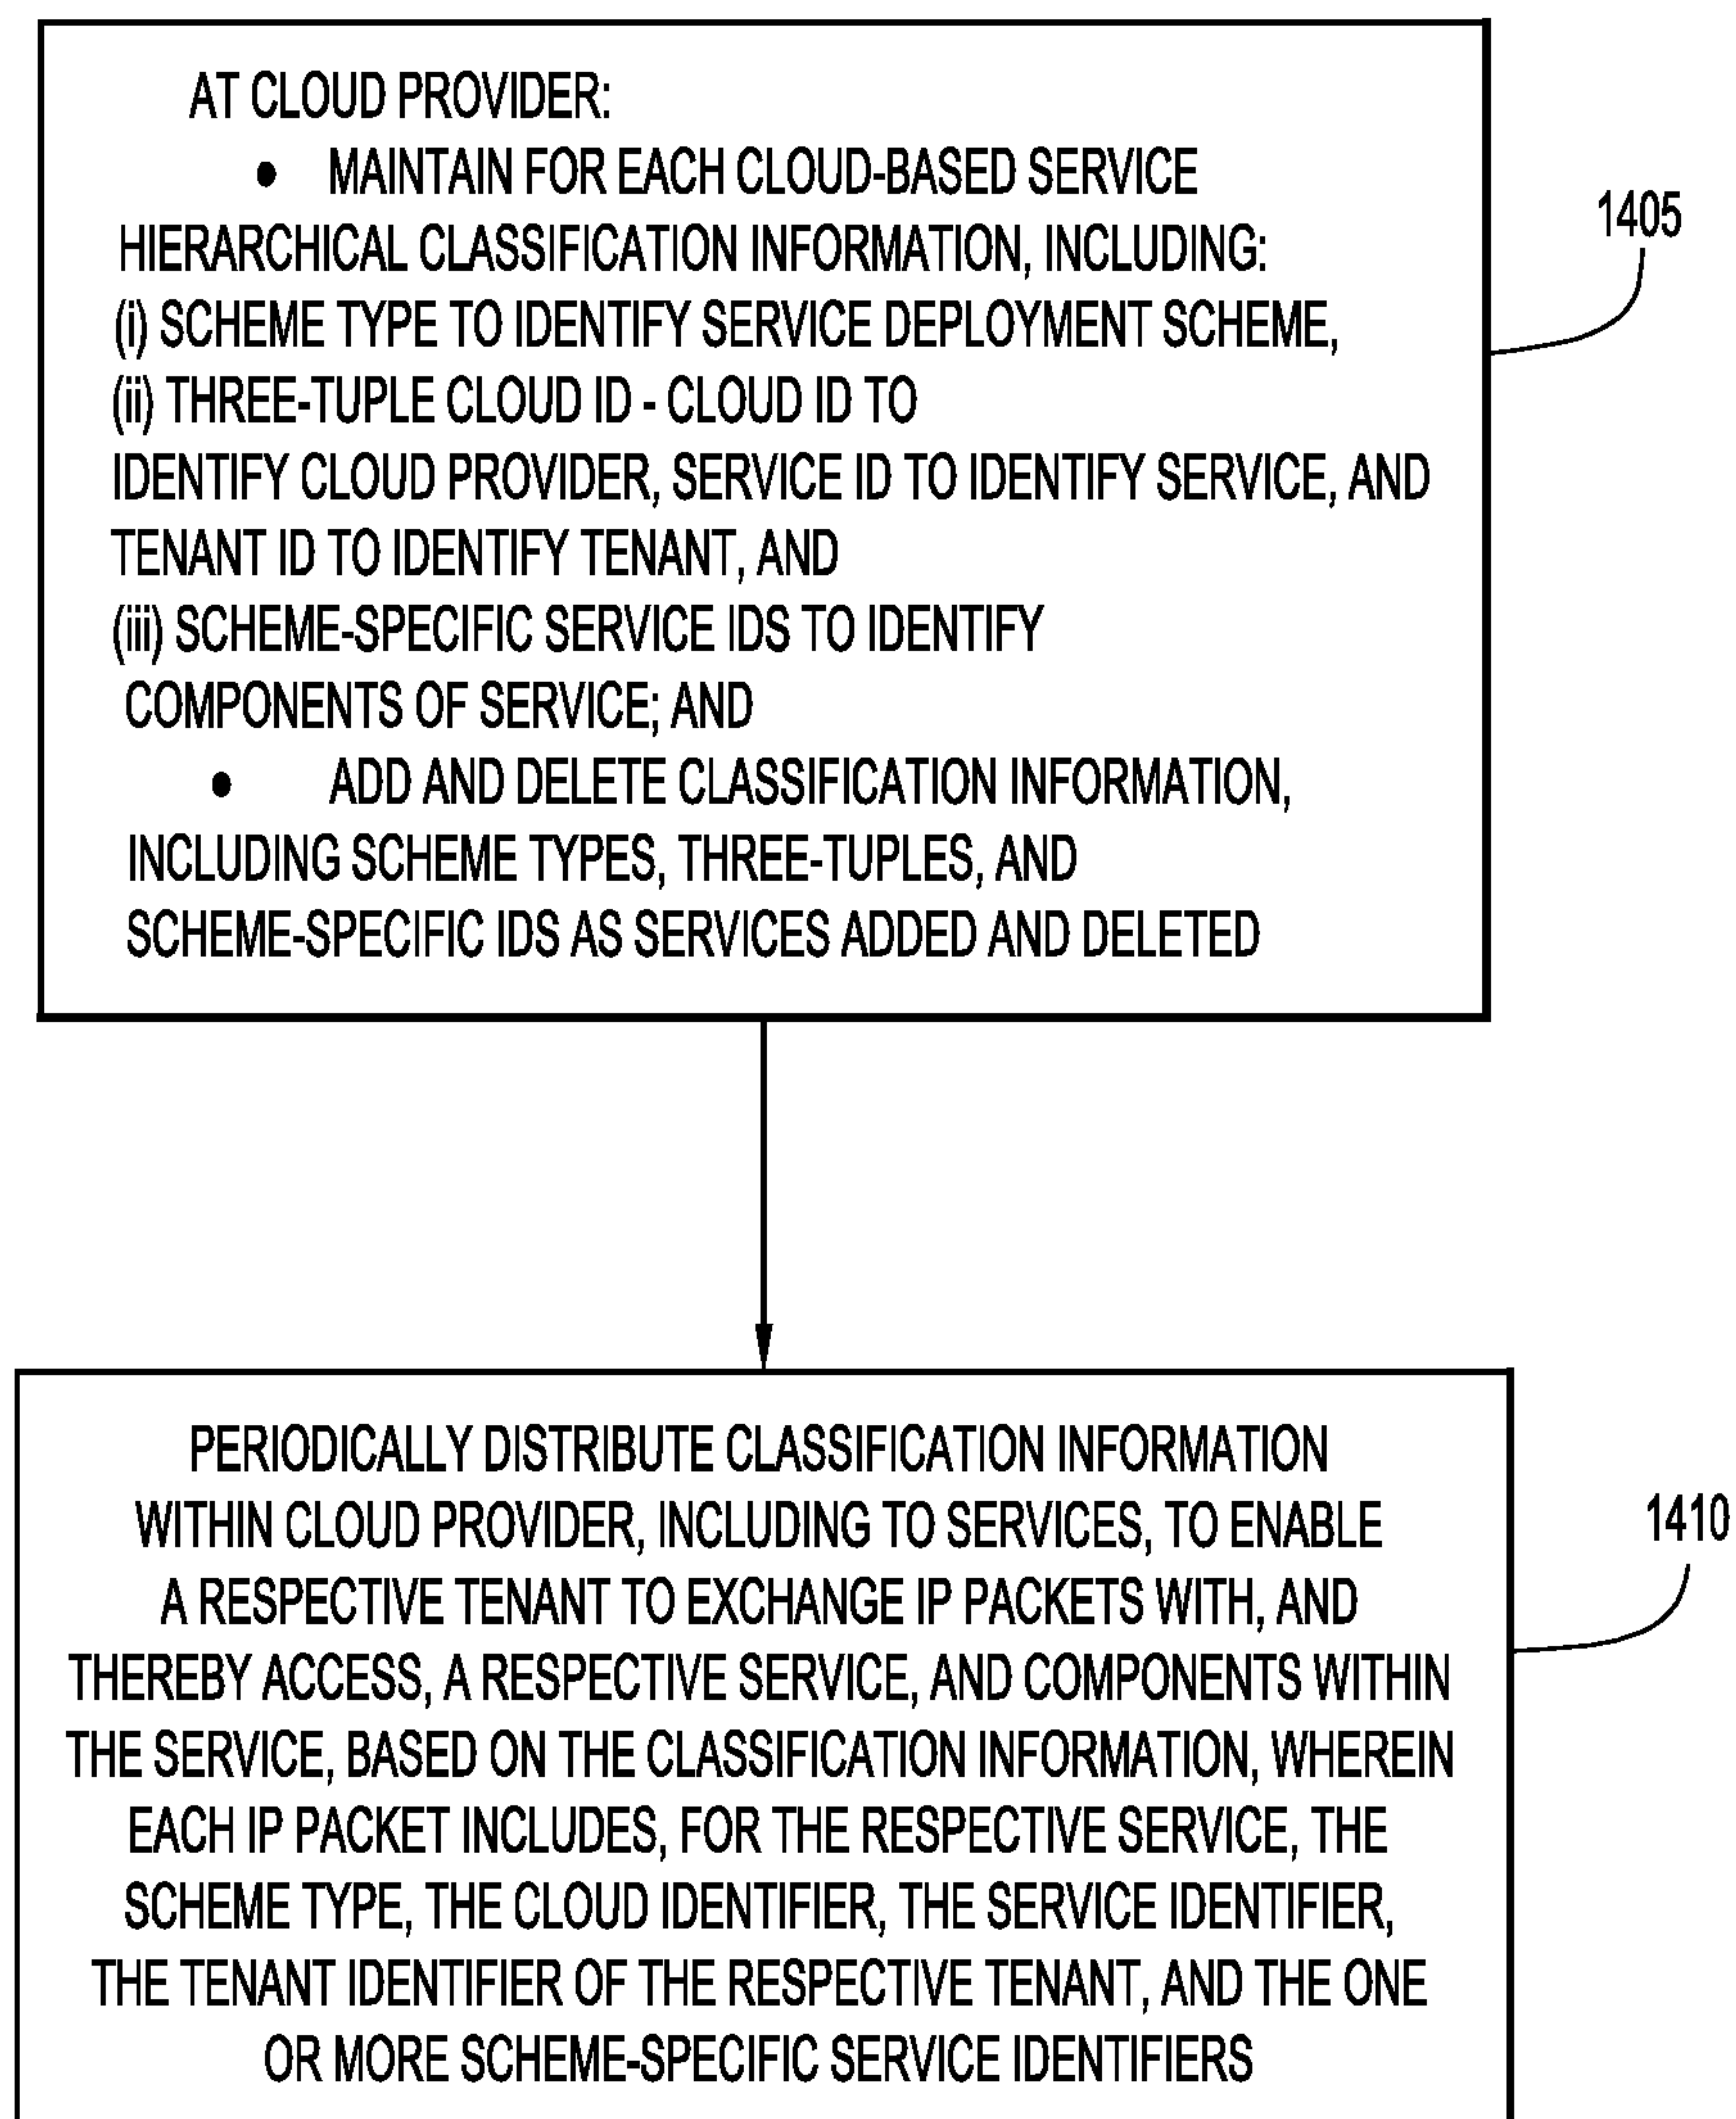 AT CLOUD PROVIDER:
• MAINTAIN FOR EACH CLOUD-BASED SERVICE
HIERARCHICAL CLASSIFICATION INFORMATION, INCLUDING:
(i) SCHEME TYPE TO IDENTIFY SERVICE DEPLOYMENT SCHEME,
(ii) THREE-TUPLE CLOUD ID - CLOUD ID TO
IDENTIFY CLOUD PROVIDER, SERVICE ID TO IDENTIFY SERVICE, AND
TENANT ID TO IDENTIFY TENANT, AND
(iii) SCHEME-SPECIFIC SERVICE IDS TO IDENTIFY
COMPONENTS OF SERVICE; AND
• ADD AND DELETE CLASSIFICATION INFORMATION,
INCLUDING SCHEME TYPES, THREE-TUPLES, AND
SCHEME-SPECIFIC IDS AS SERVICES ADDED AND DELETED
1405
PERIODICALLY DISTRIBUTE CLASSIFICATION INFORMATION
WITHIN CLOUD PROVIDER, INCLUDING TO SERVICES, TO ENABLE
A RESPECTIVE TENANT TO EXCHANGE IP PACKETS WITH, AND
THEREBY ACCESS, A RESPECTIVE SERVICE, AND COMPONENTS WITHIN
THE SERVICE, BASED ON THE CLASSIFICATION INFORMATION, WHEREIN
EACH IP PACKET INCLUDES, FOR THE RESPECTIVE SERVICE, THE
SCHEME TYPE, THE CLOUD IDENTIFIER, THE SERVICE IDENTIFIER,
THE TENANT IDENTIFIER OF THE RESPECTIVE TENANT, AND THE ONE
OR MORE SCHEME-SPECIFIC SERVICE IDENTIFIERS
1410